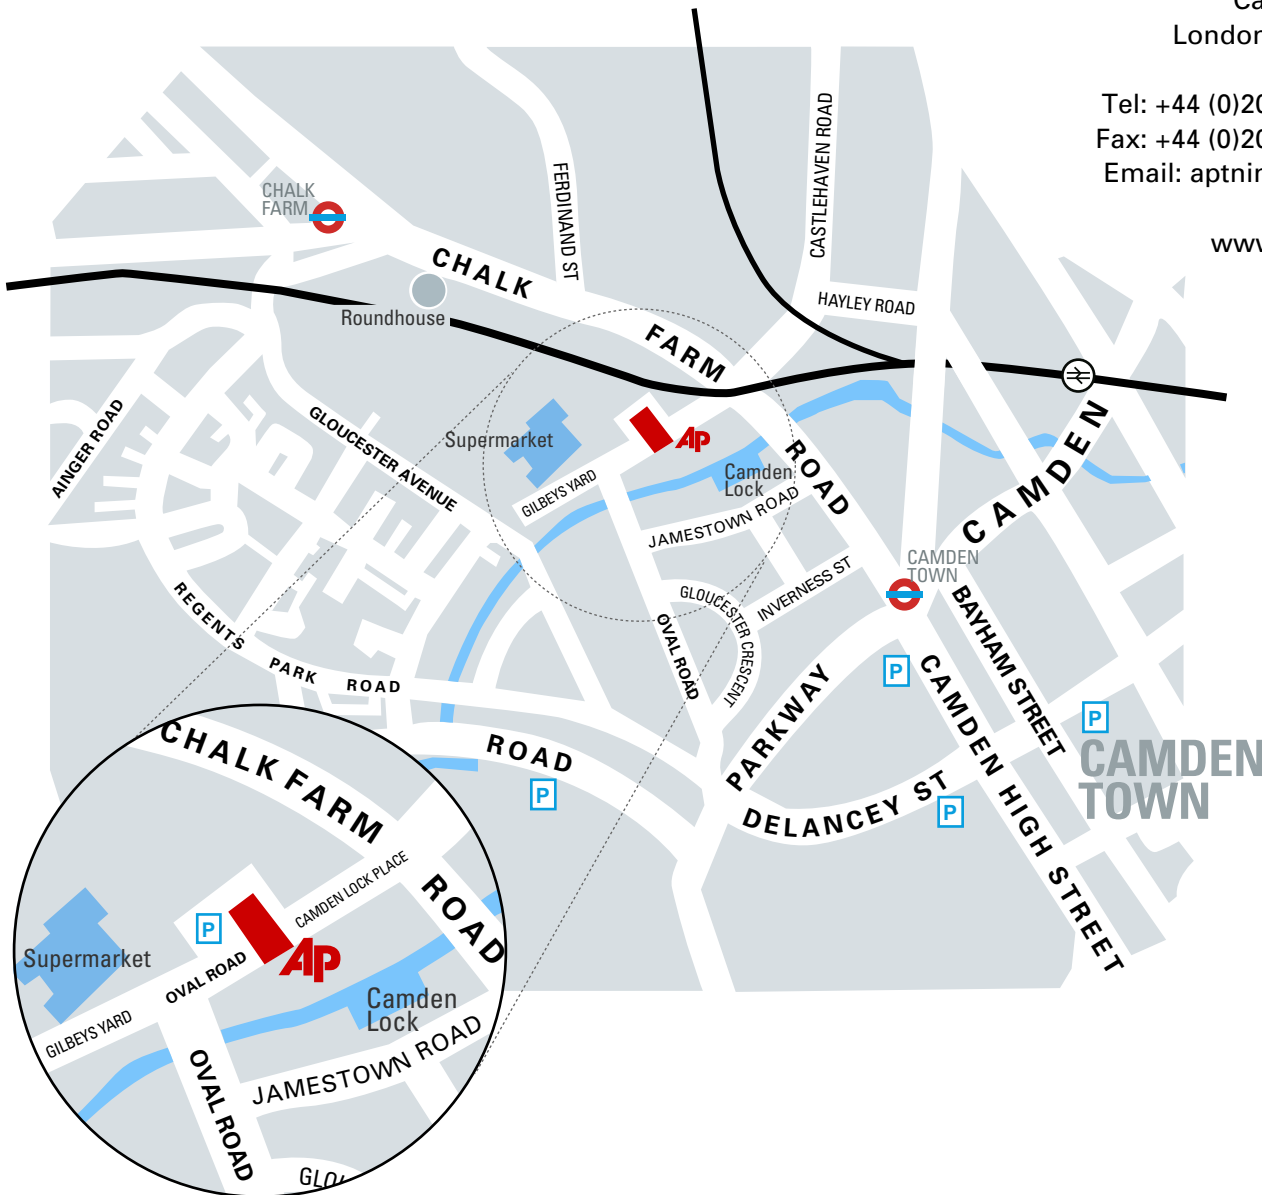 Ca
London
Tel: +44 (0)20
Fax: +44 (0)20
Email: aptnin
www
CHALK
FARM
CHALK FARM ROAD
Roundhouse
FERDINAND ST
CASTLEHAVEN ROAD
HAYLEY ROAD
AINGER ROAD
GLOUCESTER AVENUE
Supermarket
AP
GILBEYS YARD
Camden
Lock
JAMESTOWN ROAD
CAMDEN
CAMDEN
TOWN
INVERNESS ST
GLOUCESTER CRESCENT
OVAL ROAD
BAYHAM STREET
REGENTS PARK ROAD
PARKWAY
P
CAMDEN HIGH STREET
P
CAMDEN
TOWN
ROAD
P
DELANCEY ST
P
CHALK FARM ROAD
CAMDEN LOCK PLACE
P
Supermarket
OVAL ROAD
AP
GILBEYS YARD
Camden
Lock
OVAL ROAD
JAMESTOWN ROAD